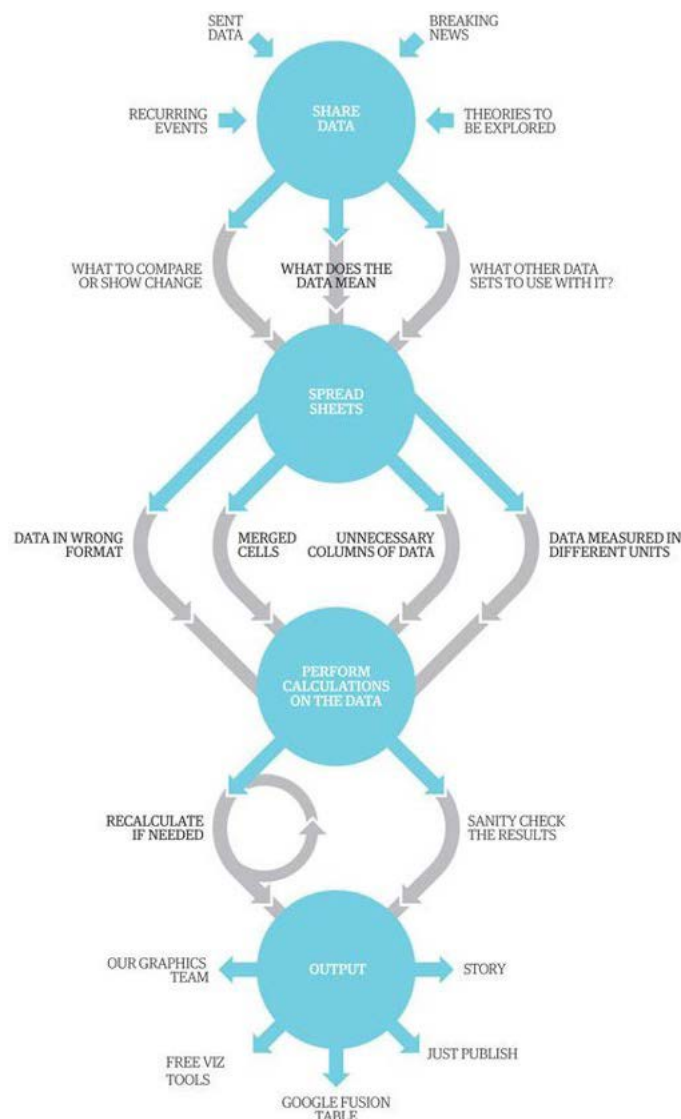 SENT
DATA
BREAKING
NEWS
RECURRING
EVENTS
SHARE
DATA
THEORIES TO
BE EXPLORED
WHAT TO COMPARE
OR SHOW CHANGE
WHAT DOES THE
DATA MEAN
WHAT OTHER DATA
SETS TO USE WITH IT?
SPREAD
SHEETS
DATA IN WRONG
FORMAT
MERGED
CELLS
UNNECESSARY
COLUMNS OF DATA
DATA MEASURED IN
DIFFERENT UNITS
PERFORM
CALCULATIONS
ON THE DATA
RECALCULATE
IF NEEDED
SANITY CHECK
THE RESULTS
OUR GRAPHICS
TEAM
OUTPUT
STORY
FREE VIZ
TOOLS
JUST PUBLISH
GOOGLE FUSION
TABLE